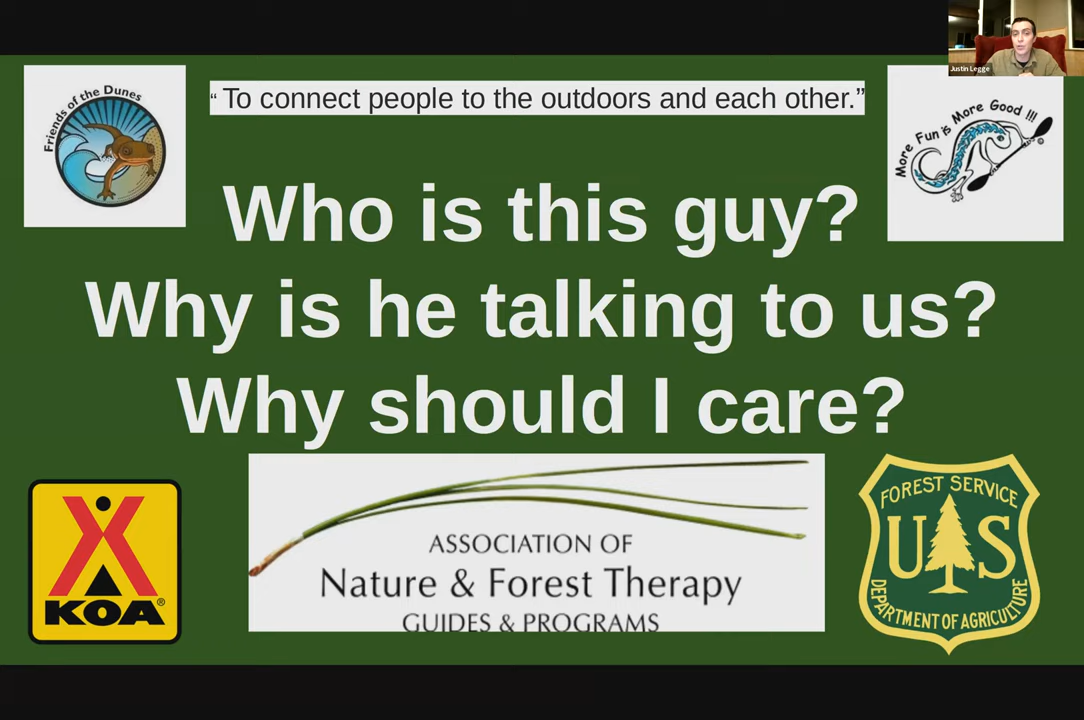 Justin Legge
Friends of the Dunes
“ To connect people to the outdoors and each other.”
More Fun is More Good !!!
Who is this guy?
Why is he talking to us?
Why should I care?
KOA®
ASSOCIATION OF
Nature & Forest Therapy
GUIDES & PROGRAMS
FOREST SERVICE
U S
DEPARTMENT OF AGRICULTURE